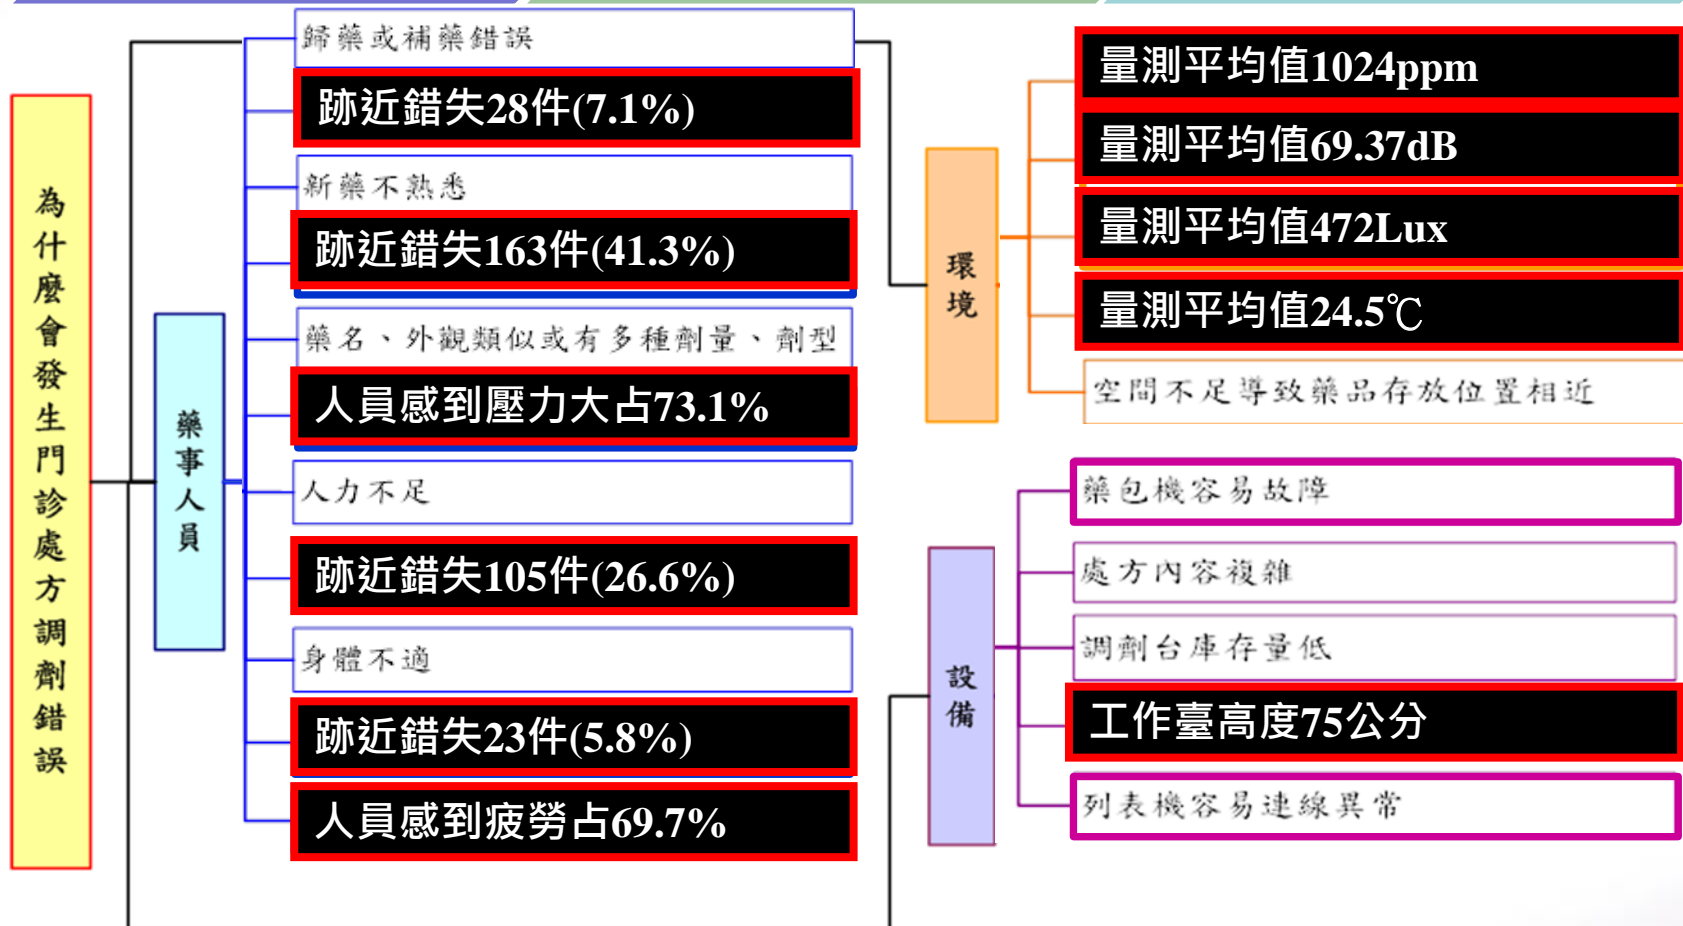 為什麼會發生門診處方調劑錯誤
藥事人員
歸藥或補藥錯誤
跡近錯失28件(7.1%)
新藥不熟悉
跡近錯失163件(41.3%)
藥名、外觀類似或有多種劑量、劑型
人員感到壓力大占73.1%
人力不足
跡近錯失105件(26.6%)
身體不適
跡近錯失23件(5.8%)
人員感到疲勞占69.7%
環境
量測平均值1024ppm
量測平均值69.37dB
量測平均值472Lux
量測平均值24.5℃
空間不足導致藥品存放位置相近
設備
藥包機容易故障
處方內容複雜
調劑台庫存量低
工作臺高度75公分
列表機容易連線異常